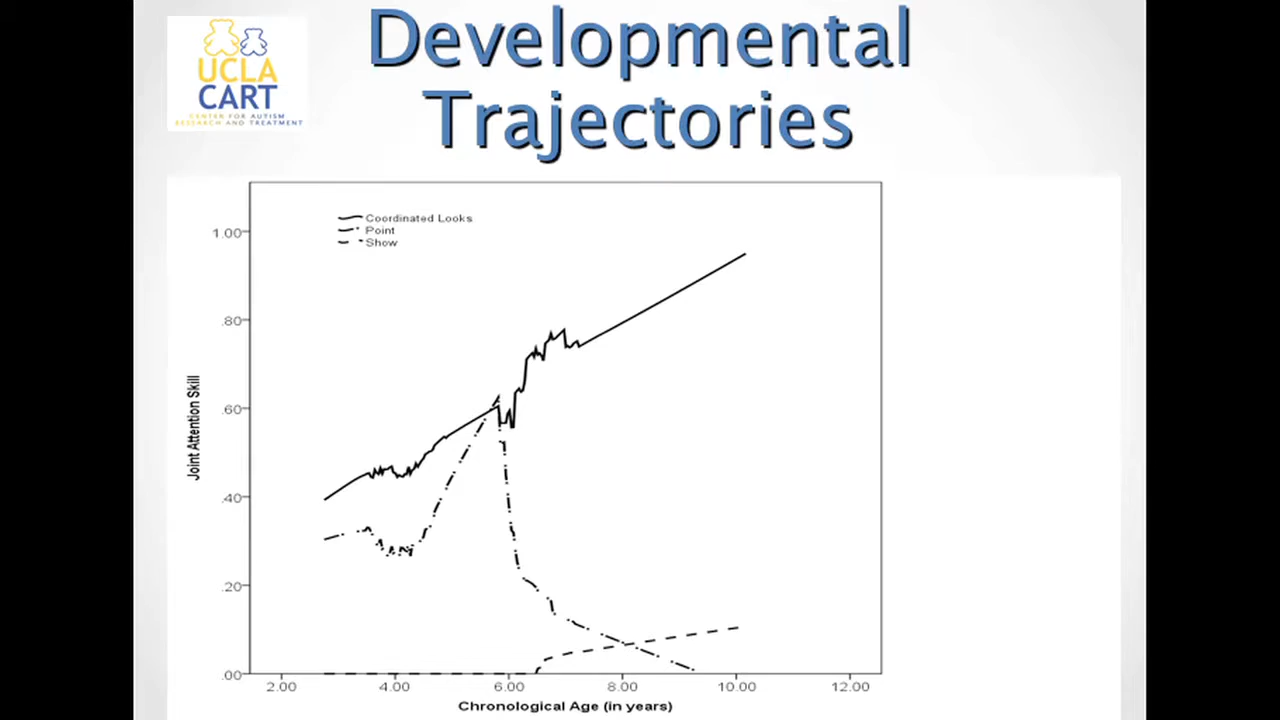 Developmental
Trajectories
UCLA
CART
CENTER FOR AUTISM
RESEARCH AND TREATMENT
Coordinated Looks
Point
Show
1.00
.80
.60
.40
.20
.00
Joint Attention Skill
2.00 4.00 6.00 8.00 10.00 12.00
Chronological Age (in years)